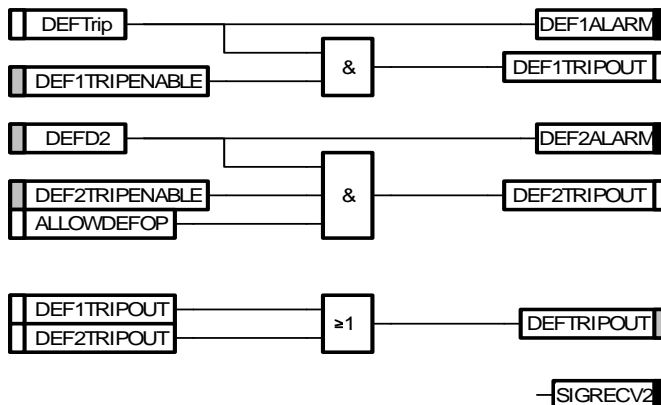 DEFTrip DEF1ALARM
& DEF1TRIPOUT
DEF1TRIPENABLE
DEFD2 DEF2ALARM
DEF2TRIPENABLE & DEF2TRIPOUT
ALLOWDEFOP
DEF1TRIPOUT
≥1 DEFTRIPOUT
DEF2TRIPOUT
SIGRECV2